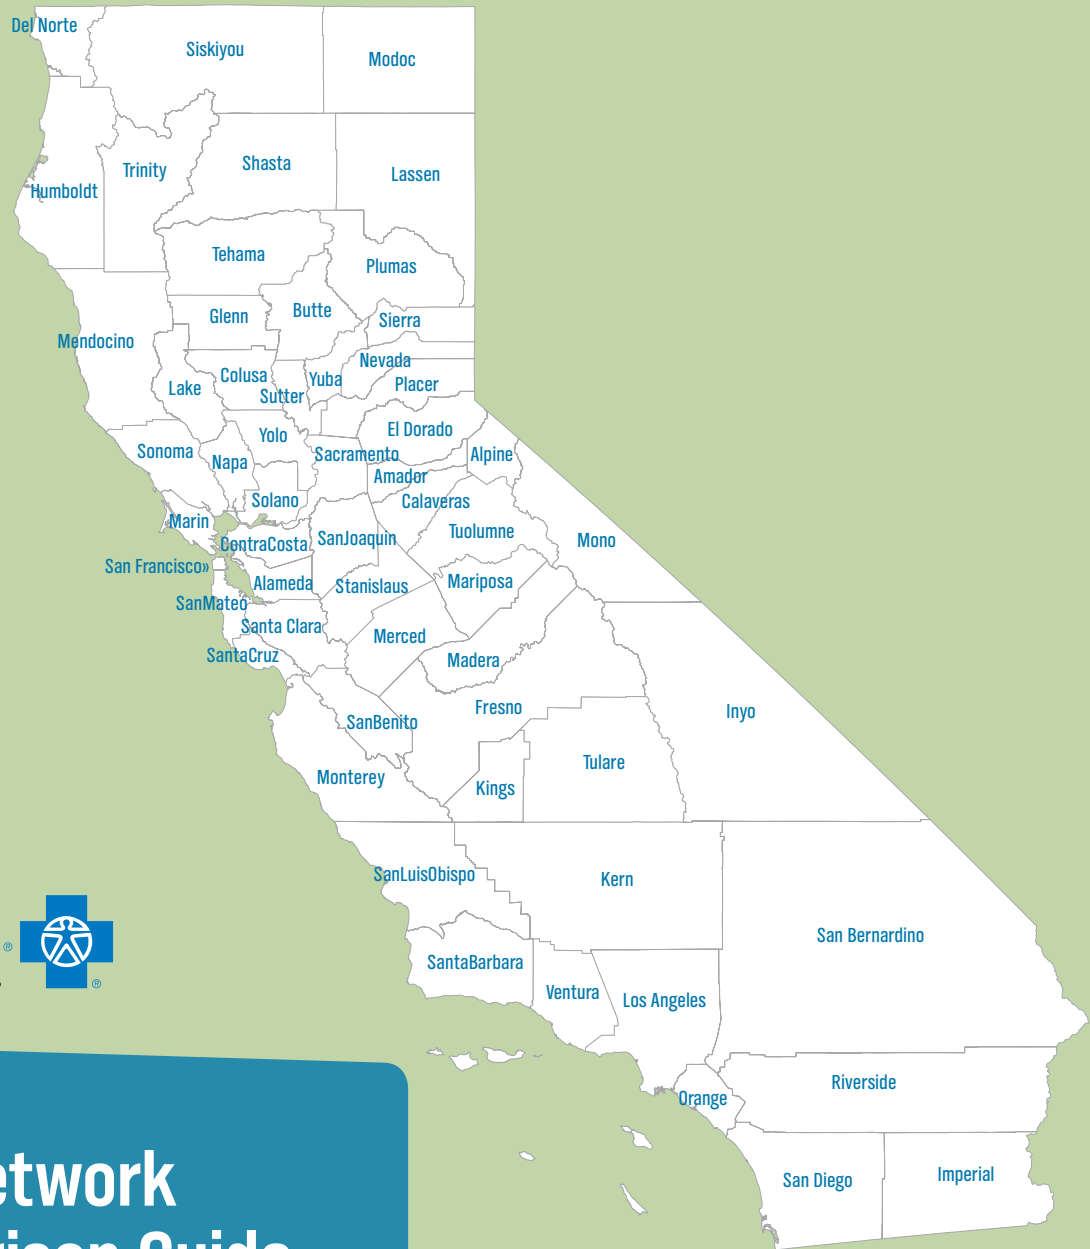 Del Norte
Siskiyou
Modoc
Shasta
Trinity
Lassen
Humboldt
Tehama
Plumas
Butte
Glenn
Sierra
Mendocino
Nevada
Colusa
Yuba
Placer
Lake
Sutter
El Dorado
Yolo
Sonoma
Sacramento
Alpine
Napa
Amador
Solano
Calaveras
Marin
Tuolumne
SanJoaquin
Mono
ContraCosta
San Francisco»
Alameda
Mariposa
Stanislaus
SanMateo
Santa Clara
Merced
SantaCruz
Madera
Fresno
Inyo
SanBenito
Tulare
Monterey
Kings
SanLuisObispo
Kern
San Bernardino
®
SantaBarbara
®
Ventura
Los Angeles
Riverside
Orange
Imperial
San Diego
etwork
rison Guide